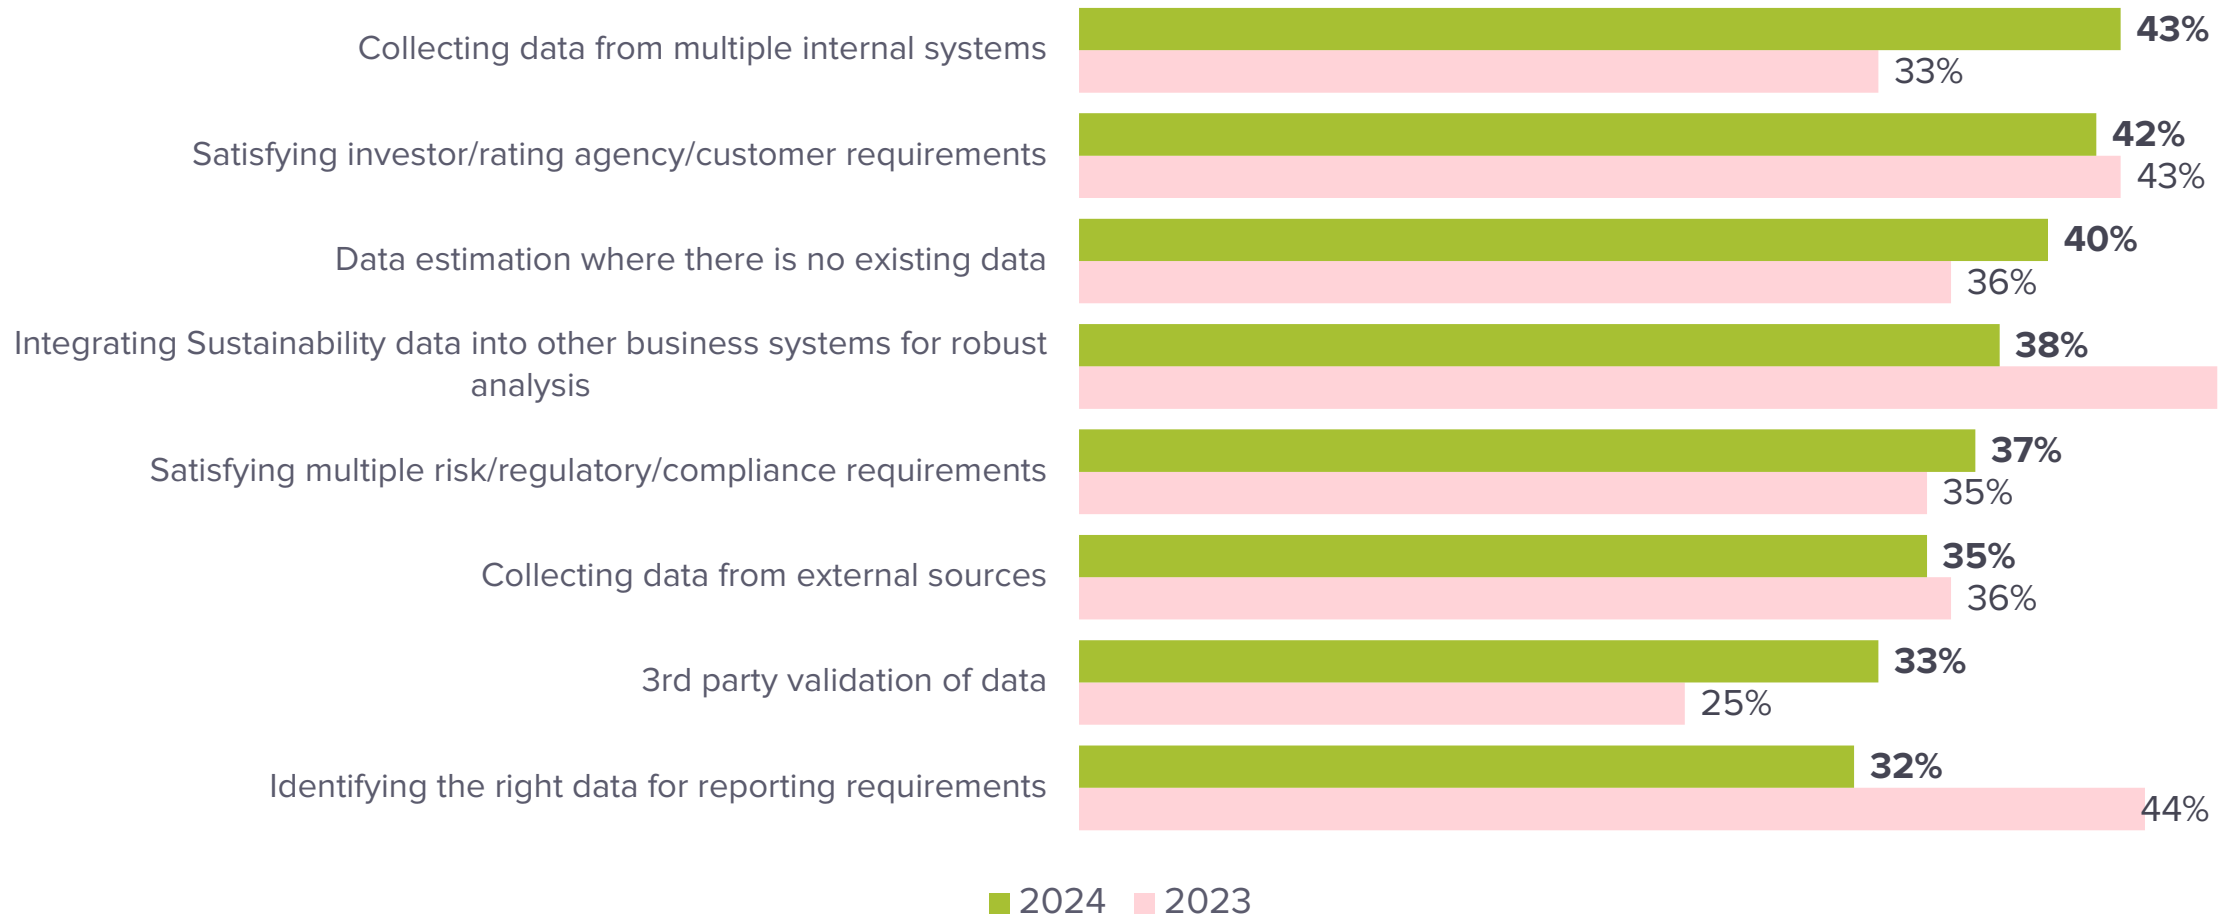 Collecting data from multiple internal systems
43%
33%
Satisfying investor/rating agency/customer requirements
42%
43%
Data estimation where there is no existing data
40%
36%
Integrating Sustainability data into other business systems for robust
analysis
38%
Satisfying multiple risk/regulatory/compliance requirements
37%
35%
Collecting data from external sources
35%
36%
3rd party validation of data
33%
25%
Identifying the right data for reporting requirements
32%
44%
2024 2023